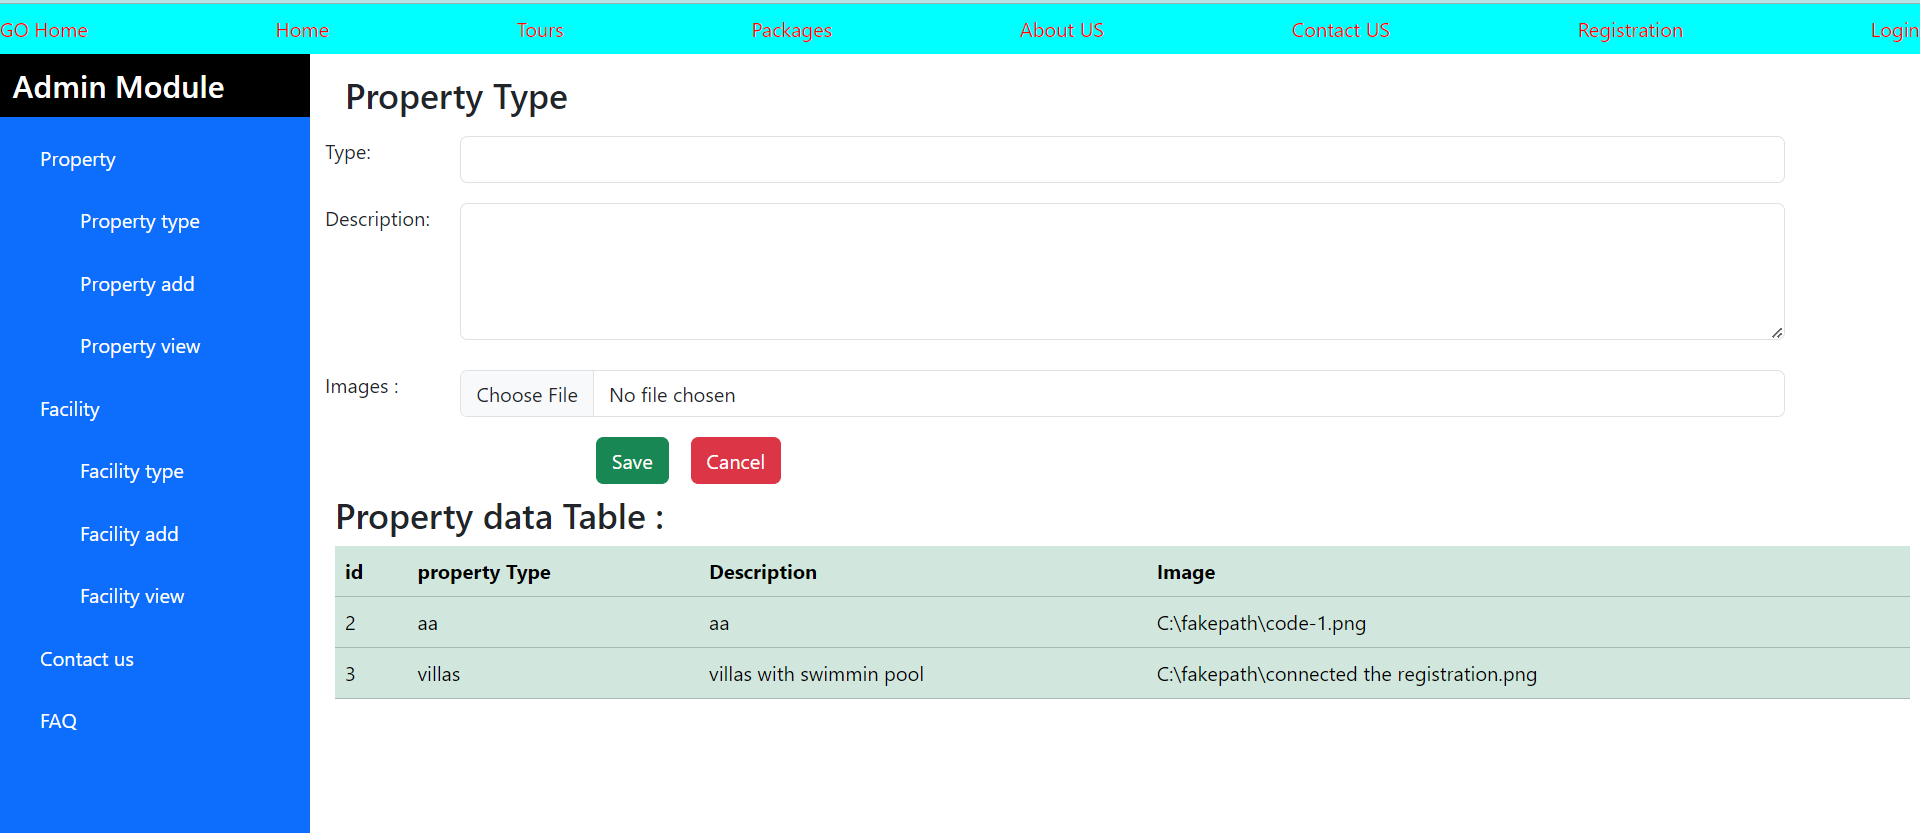 GO Home Home Tours Packages About US Contact US Registration Login
Admin Module
Property
Property type
Property add
Property view
Facility
Facility type
Facility add
Facility view
Contact us
FAQ
Property Type
Type:
Description:
Images : Choose File No file chosen
Save Cancel
Property data Table :
id property Type Description Image
2 aa aa C:\fakepath\code-1.png
3 villas villas with swimmin pool C:\fakepath\connected the registration.png